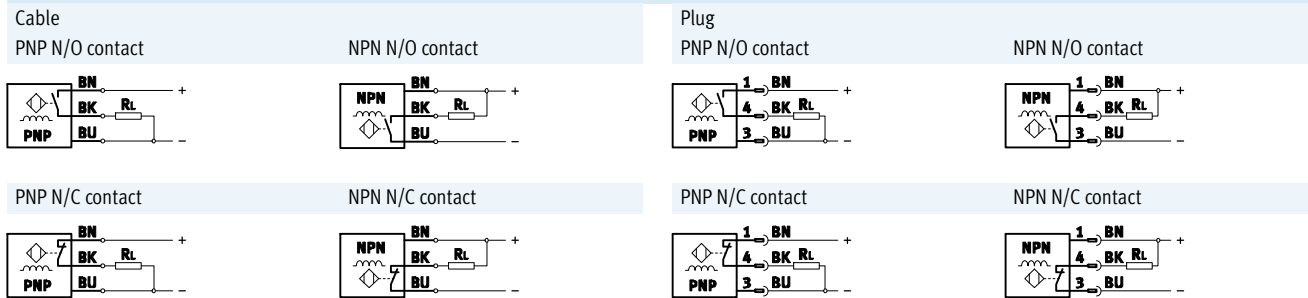 Cable
Plug
PNP N/O contact
NPN N/O contact
PNP N/O contact
NPN N/O contact
BN +
BK RL
PNP BU –
BN +
NPN BK RL
BU –
1 BN +
4 BK RL
PNP 3 BU –
1 BN +
NPN 4 BK RL
3 BU –
PNP N/C contact
NPN N/C contact
PNP N/C contact
NPN N/C contact
BN +
BK RL
PNP BU –
BN +
NPN BK RL
BU –
1 BN +
4 BK RL
PNP 3 BU –
1 BN +
NPN 4 BK RL
3 BU –